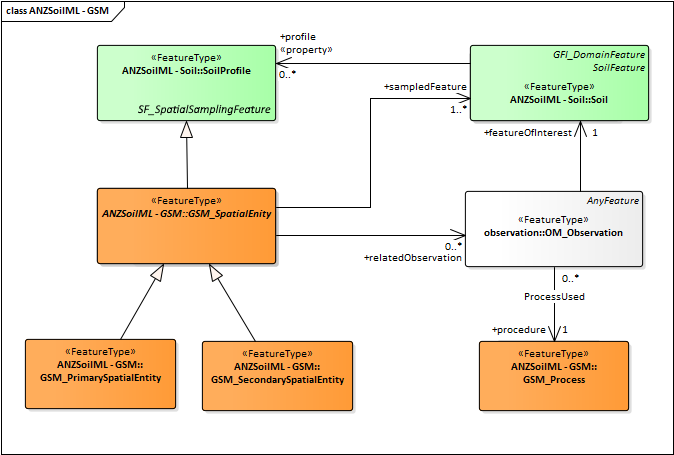 class ANZSoilML - GSM
«FeatureType»
ANZSoilML - Soil::SoilProfile
SF_SpatialSamplingFeature
+profile
«property»
0..*
GFI_DomainFeature
SoilFeature
«FeatureType»
ANZSoilML - Soil::Soil
+sampledFeature
1..*
+featureOfInterest
1
«FeatureType»
ANZSoilML - GSM::GSM_SpatialEnity
AnyFeature
«FeatureType»
observation::OM_Observation
0..*
+relatedObservation
0..*
ProcessUsed
+procedure
1
«FeatureType»
ANZSoilML - GSM::
GSM_PrimarySpatialEntity
«FeatureType»
ANZSoilML - GSM::
GSM_SecondarySpatialEntity
«FeatureType»
ANZSoilML - GSM::
GSM_Process